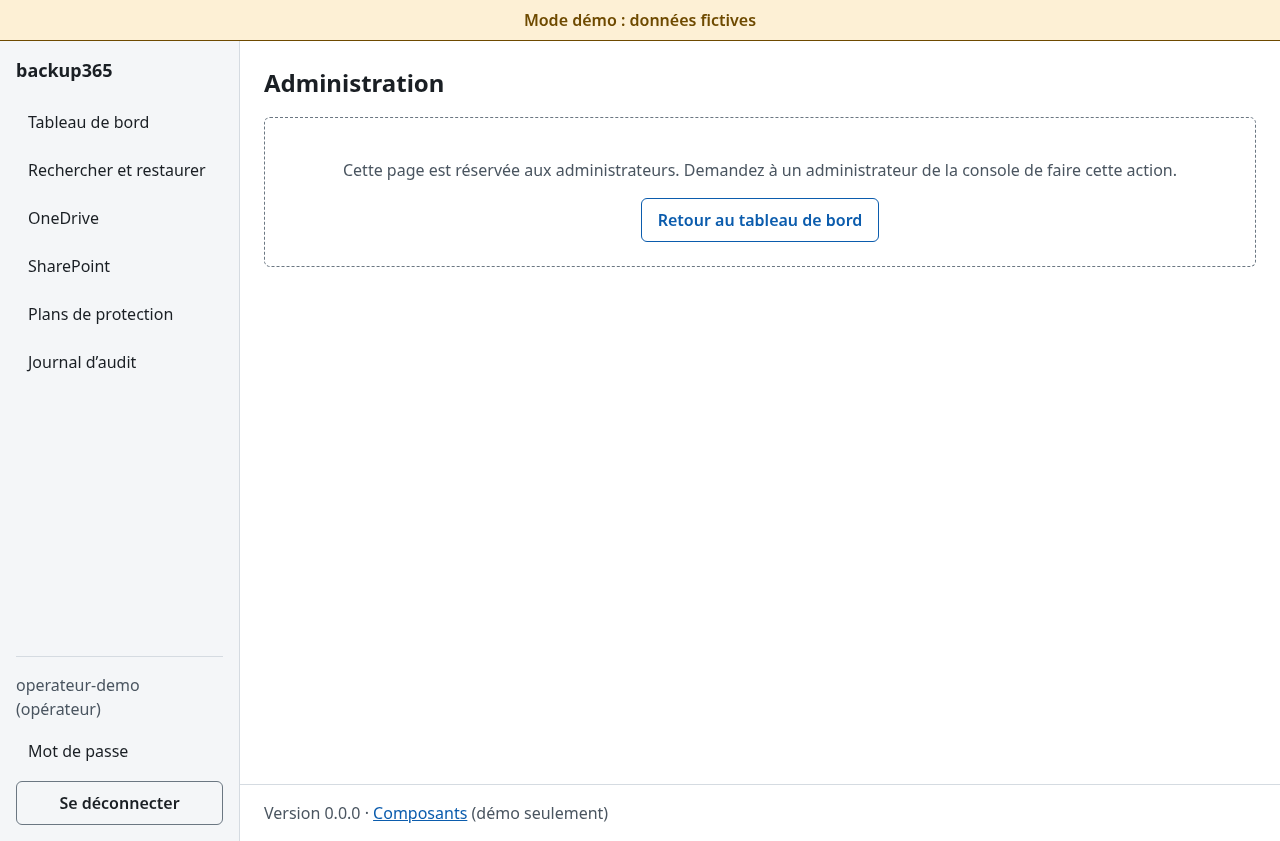 Mode démo : données fictives
backup365
Tableau de bord
Rechercher et restaurer
OneDrive
SharePoint
Plans de protection
Journal d’audit
operateur-demo
(opérateur)
Mot de passe
Se déconnecter
Administration
Cette page est réservée aux administrateurs. Demandez à un administrateur de la console de faire cette action.
Retour au tableau de bord
Version 0.0.0 · Composants (démo seulement)